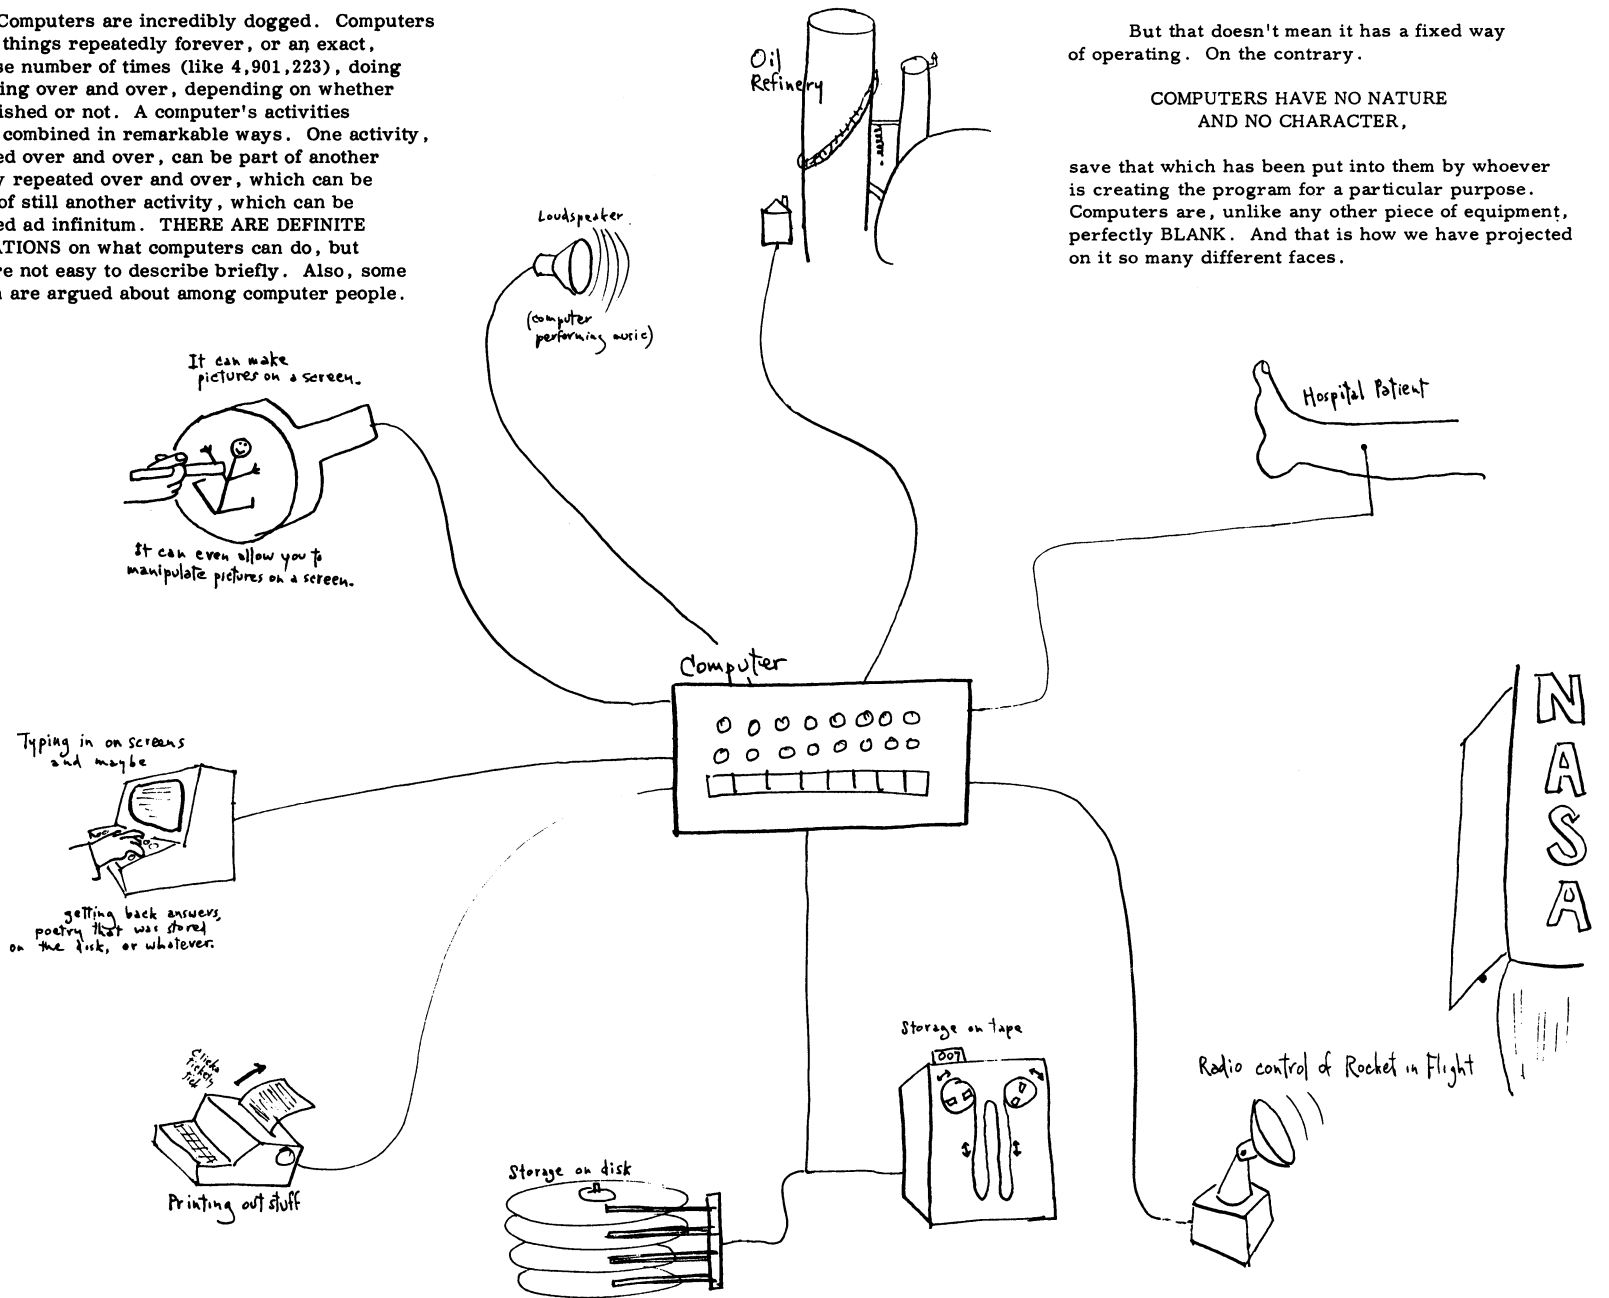 Computers are incredibly dogged. Computers
things repeatedly forever, or an exact,
se number of times (like 4,901,223), doing
ing over and over, depending on whether
ished or not. A computer's activities
combined in remarkable ways. One activity,
ed over and over, can be part of another
y repeated over and over, which can be
of still another activity, which can be
ed ad infinitum. THERE ARE DEFINITE
ATIONS on what computers can do, but
re not easy to describe briefly. Also, some
are argued about among computer people.
Oil
Refinery
But that doesn't mean it has a fixed way
of operating. On the contrary.
COMPUTERS HAVE NO NATURE
AND NO CHARACTER,
save that which has been put into them by whoever
is creating the program for a particular purpose.
Computers are, unlike any other piece of equipment,
perfectly BLANK. And that is how we have projected
on it so many different faces.
Loudspeaker.
(computer
performing music)
It can make
pictures on a screen.
It can even allow you to
manipulate pictures on a screen.
Hospital Patient
Computer
Typing in on screens
and maybe
getting back answers,
poetry that was stored
on the disk, or whatever.
NASA
Clicka
tickety
tick
Printing out stuff
Storage on disk
Storage on tape
007
Radio control of Rocket in Flight